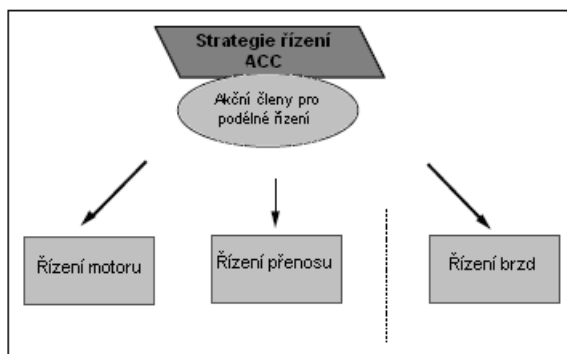 Strategie řízení
ACC
Akční členy pro
podélné řízení
Řízení motoru
Řízení přenosu
Řízení brzd